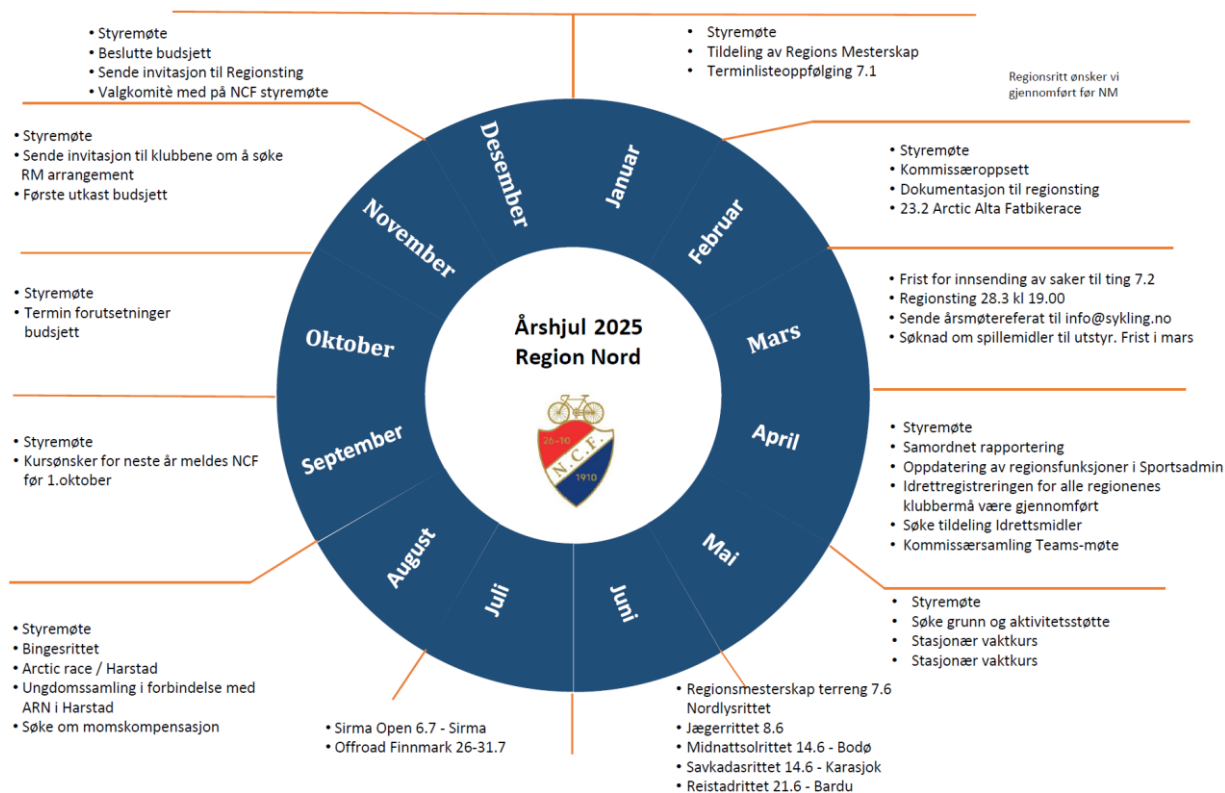 Årshjul 2025
Region Nord
26-10
N.C.F.
1910
Januar
• Styremøte
• Tildeling av Regions Mesterskap
• Terminlisteoppfølging 7.1
Regionsritt ønsker vi
gjennomført før NM
Februar
• Styremøte
• Kommissæroppsett
• Dokumentasjon til regionsting
• 23.2 Arctic Alta Fatbikerace
Mars
• Frist for innsending av saker til ting 7.2
• Regionsting 28.3 kl 19.00
• Sende årsmøtereferat til info@sykling.no
• Søknad om spillemidler til utstyr. Frist i mars
April
• Styremøte
• Samordnet rapportering
• Oppdatering av regionsfunksjoner i Sportsadmin
• Idrettregistreringen for alle regionenes
klubbermå være gjennomført
• Søke tildeling Idrettsmidler
• Kommissærsamling Teams-møte
Mai
• Styremøte
• Søke grunn og aktivitetsstøtte
• Stasjonær vaktkurs
• Stasjonær vaktkurs
Juni
• Regionsmesterskap terreng 7.6
Nordlysrittet
• Jægerrittet 8.6
• Midnattsolrittet 14.6 - Bodø
• Savkadasrittet 14.6 - Karasjok
• Reistadrittet 21.6 - Bardu
Juli
• Sirma Open 6.7 - Sirma
• Offroad Finnmark 26-31.7
August
• Styremøte
• Bingesrittet
• Arctic race / Harstad
• Ungdomssamling i forbindelse med
ARN i Harstad
• Søke om momskompensasjon
September
• Styremøte
• Kursønsker for neste år meldes NCF
før 1.oktober
Oktober
• Styremøte
• Termin forutsetninger
budsjett
November
• Styremøte
• Sende invitasjon til klubbene om å søke
RM arrangement
• Første utkast budsjett
Desember
• Styremøte
• Beslutte budsjett
• Sende invitasjon til Regionsting
• Valgkomitè med på NCF styremøte